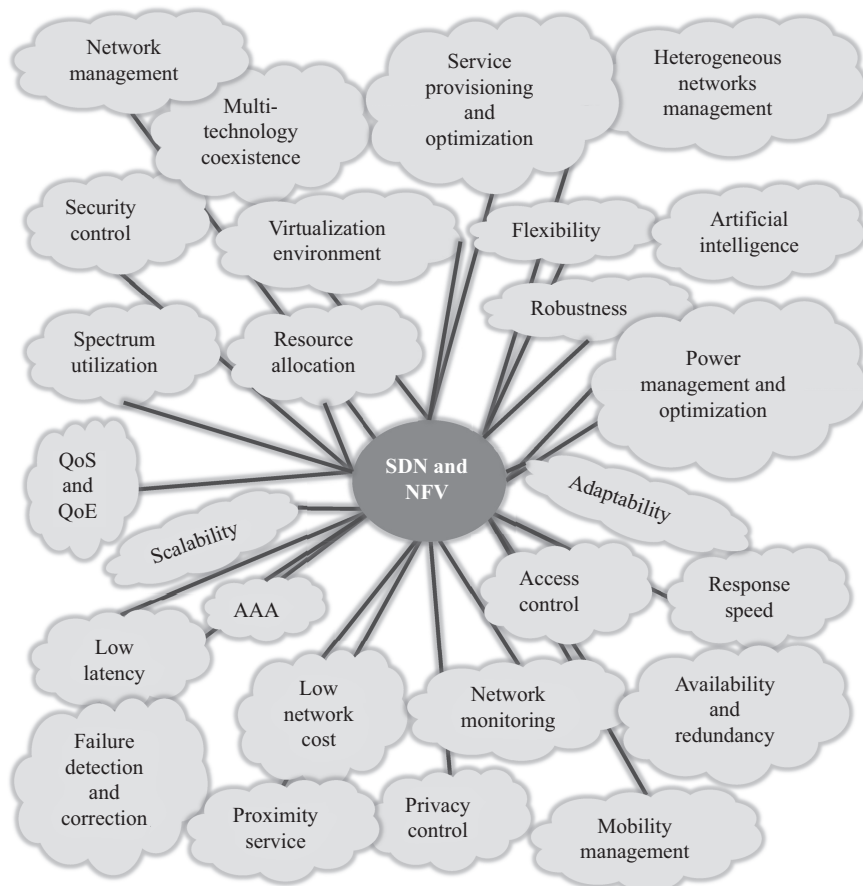 Network
management
Multi-
technology
coexistence
Service
provisioning
and
optimization
Heterogeneous
networks
management
Security
control
Virtualization
environment
Flexibility
Artificial
intelligence
Robustness
Spectrum
utilization
Resource
allocation
Power
management and
optimization
QoS
and
QoE
SDN and
NFV
Adaptability
Scalability
AAA
Access
control
Response
speed
Low
latency
Low
network
cost
Network
monitoring
Availability
and
redundancy
Failure
detection
and
correction
Proximity
service
Privacy
control
Mobility
management